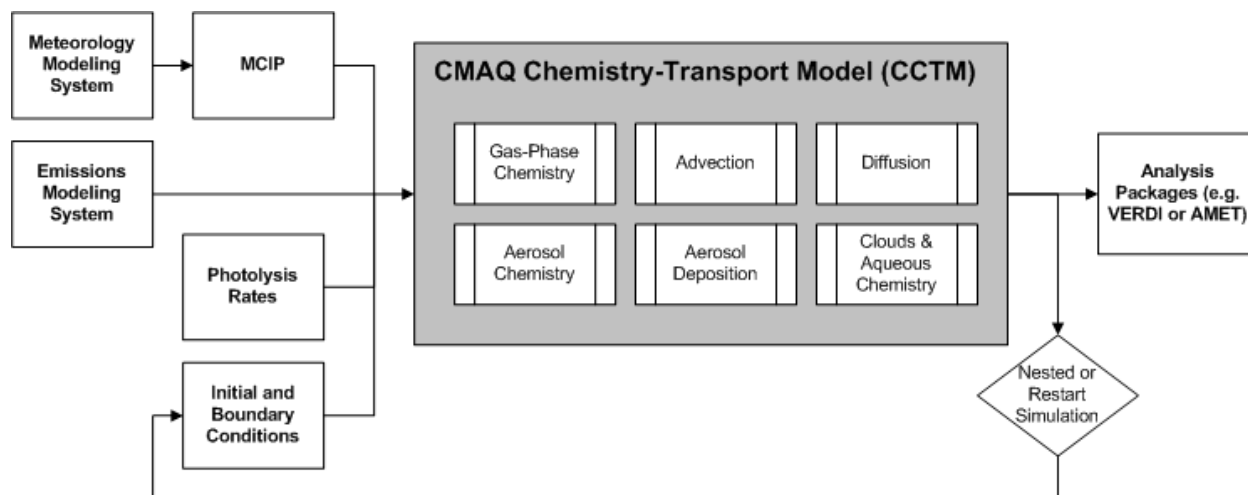 Meteorology
Modeling
System
MCIP
CMAQ Chemistry-Transport Model (CCTM)
Gas-Phase
Chemistry
Advection
Diffusion
Emissions
Modeling
System
Analysis
Packages (e.g.
VERDI or AMET)
Aerosol
Chemistry
Aerosol
Deposition
Clouds &
Aqueous
Chemistry
Photolysis
Rates
Initial and
Boundary
Conditions
Nested or
Restart
Simulation